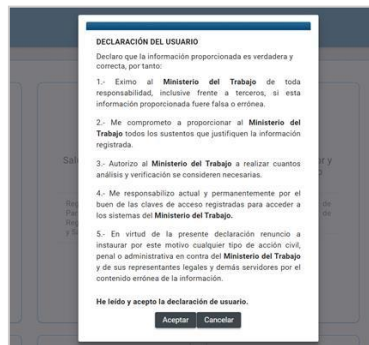 DECLARACIÓN DEL USUARIO
Declaro que la información proporcionada es verdadera y
correcta, por tanto:
1.- Eximo al Ministerio del Trabajo de toda
responsabilidad, inclusive frente a terceros, si esta
información proporcionada fuere falsa o errónea.
2.- Me comprometo a proporcionar al Ministerio del
Trabajo todos los sustentos que justifiquen la información
registrada.
3.- Autorizo al Ministerio del Trabajo a realizar cuantos
análisis y verificación se consideren necesarias.
4.- Me responsabilizo actual y permanentemente por el
buen de las claves de acceso registradas para acceder a
los sistemas del Ministerio del Trabajo.
5.- En virtud de la presente declaración renuncio a
instaurar por este motivo cualquier tipo de acción civil,
penal o administrativa en contra del Ministerio del Trabajo
y de sus representantes legales y demás servidores por el
contenido errónea de la información.
He leído y acepto la declaración de usuario.
Aceptar Cancelar